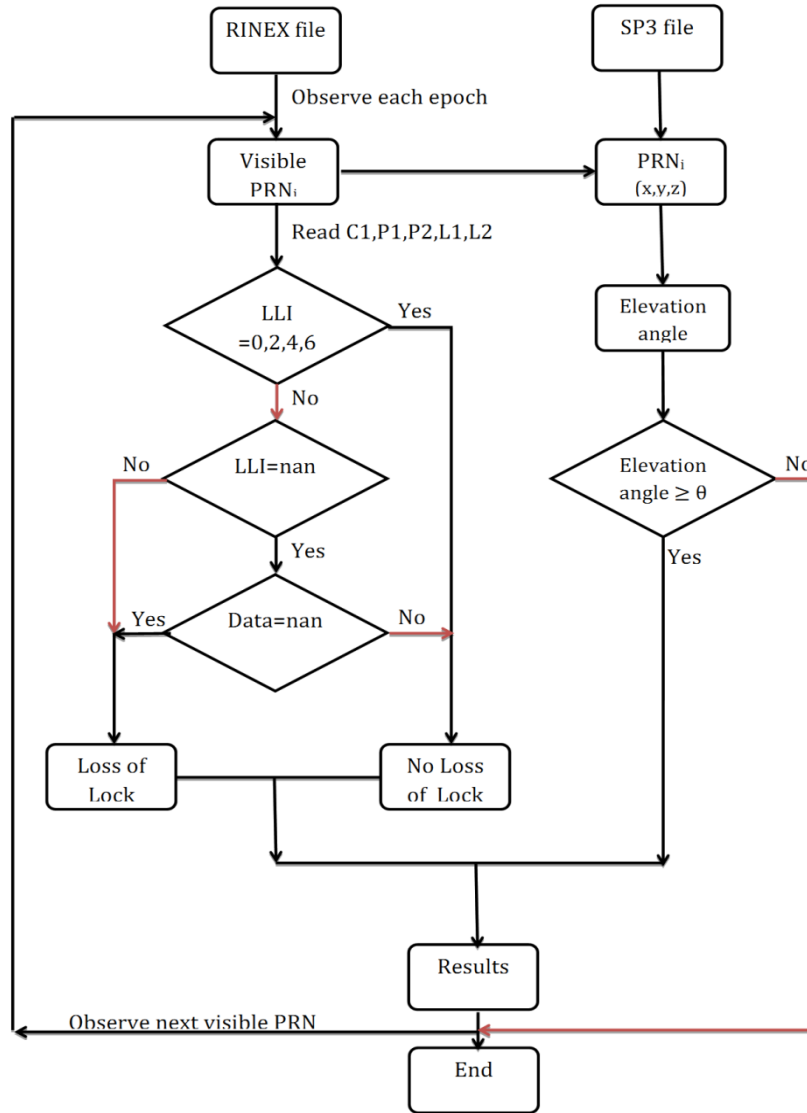 RINEX file
SP3 file
Observe each epoch
Visible
PRNᵢ
PRNᵢ
(x,y,z)
Read C1,P1,P2,L1,L2
LLI
=0,2,4,6
Yes
Elevation
angle
No
No
LLI=nan
Elevation
angle ≥ θ
No
Yes
Yes
Yes
Data=nan
No
Loss of
Lock
No Loss
of Lock
Results
Observe next visible PRN
End